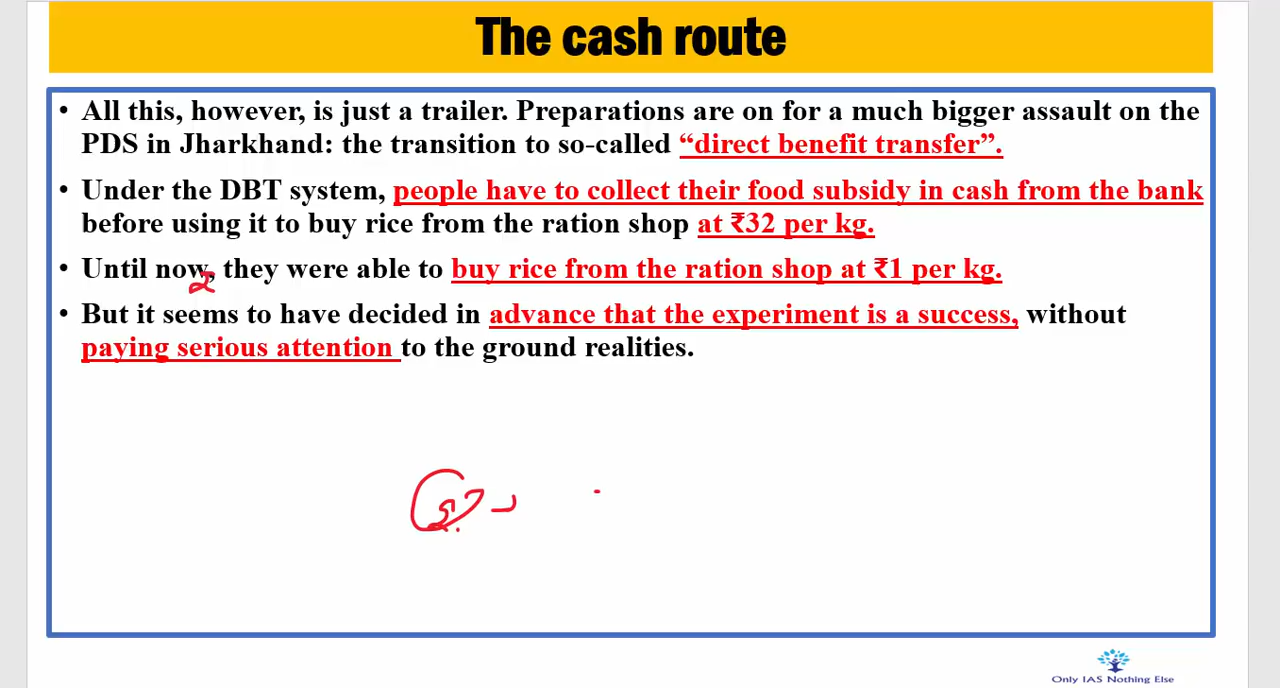 The cash route
• All this, however, is just a trailer. Preparations are on for a much bigger assault on the
PDS in Jharkhand: the transition to so-called “direct benefit transfer”.
• Under the DBT system, people have to collect their food subsidy in cash from the bank
before using it to buy rice from the ration shop at ₹32 per kg.
• Until now, they were able to buy rice from the ration shop at ₹1 per kg.
• But it seems to have decided in advance that the experiment is a success, without
paying serious attention to the ground realities.
Only IAS Nothing Else